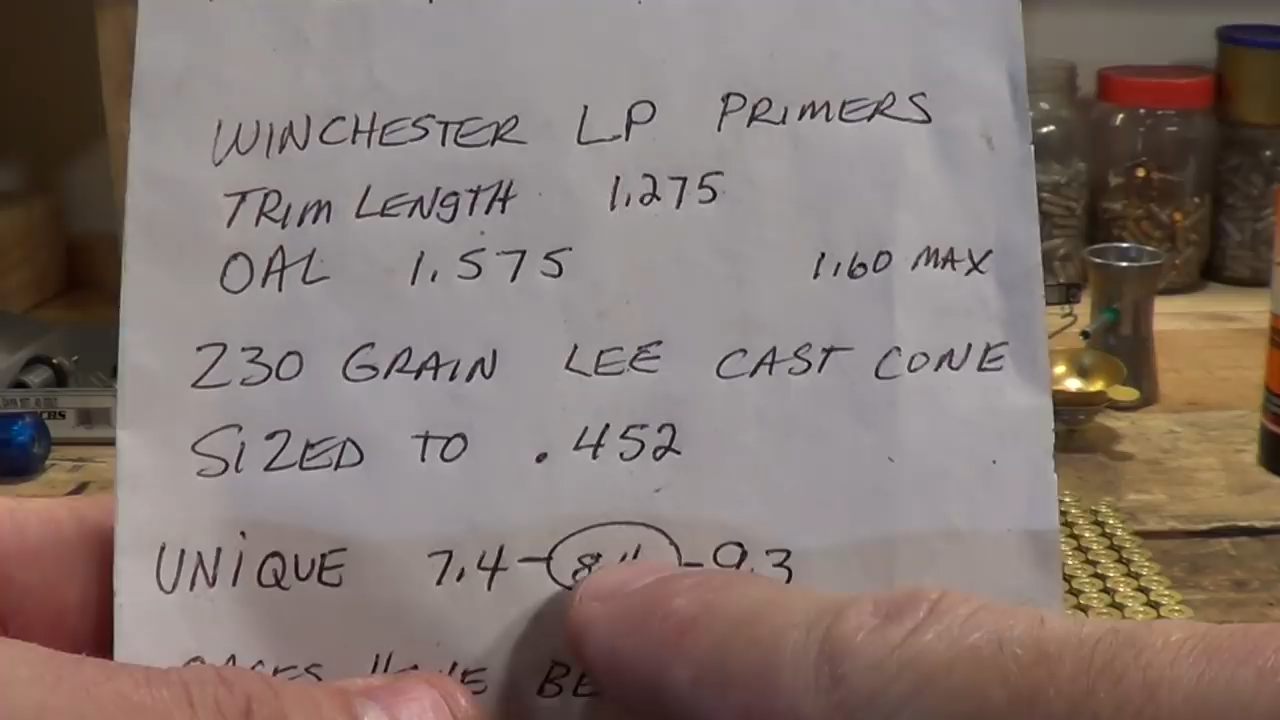 WINCHESTER LP PRIMERS
TRIM LENGTH 1.275
OAL 1.575 1.60 MAX
230 GRAIN LEE CAST CONE
SIZED TO .452
UNIQUE 7.4 - - 9.3